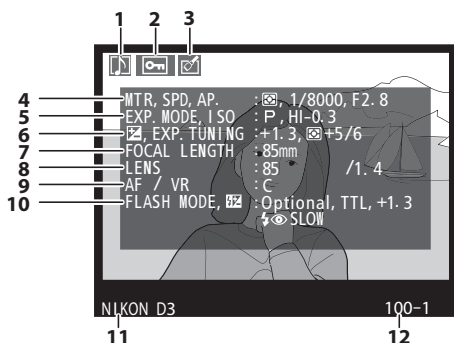 1 2 3
4 MTR, SPD, AP. : , 1/8000, F2. 8
5 EXP. MODE, ISO : P, HI-0. 3
6 , EXP. TUNING : +1. 3, +5/6
7 FOCAL LENGTH : 85mm
8 LENS : 85 /1. 4
9 AF / VR : C
10 FLASH MODE, : Optional, TTL, +1. 3
SLOW
NIKON D3 100-1
11 12